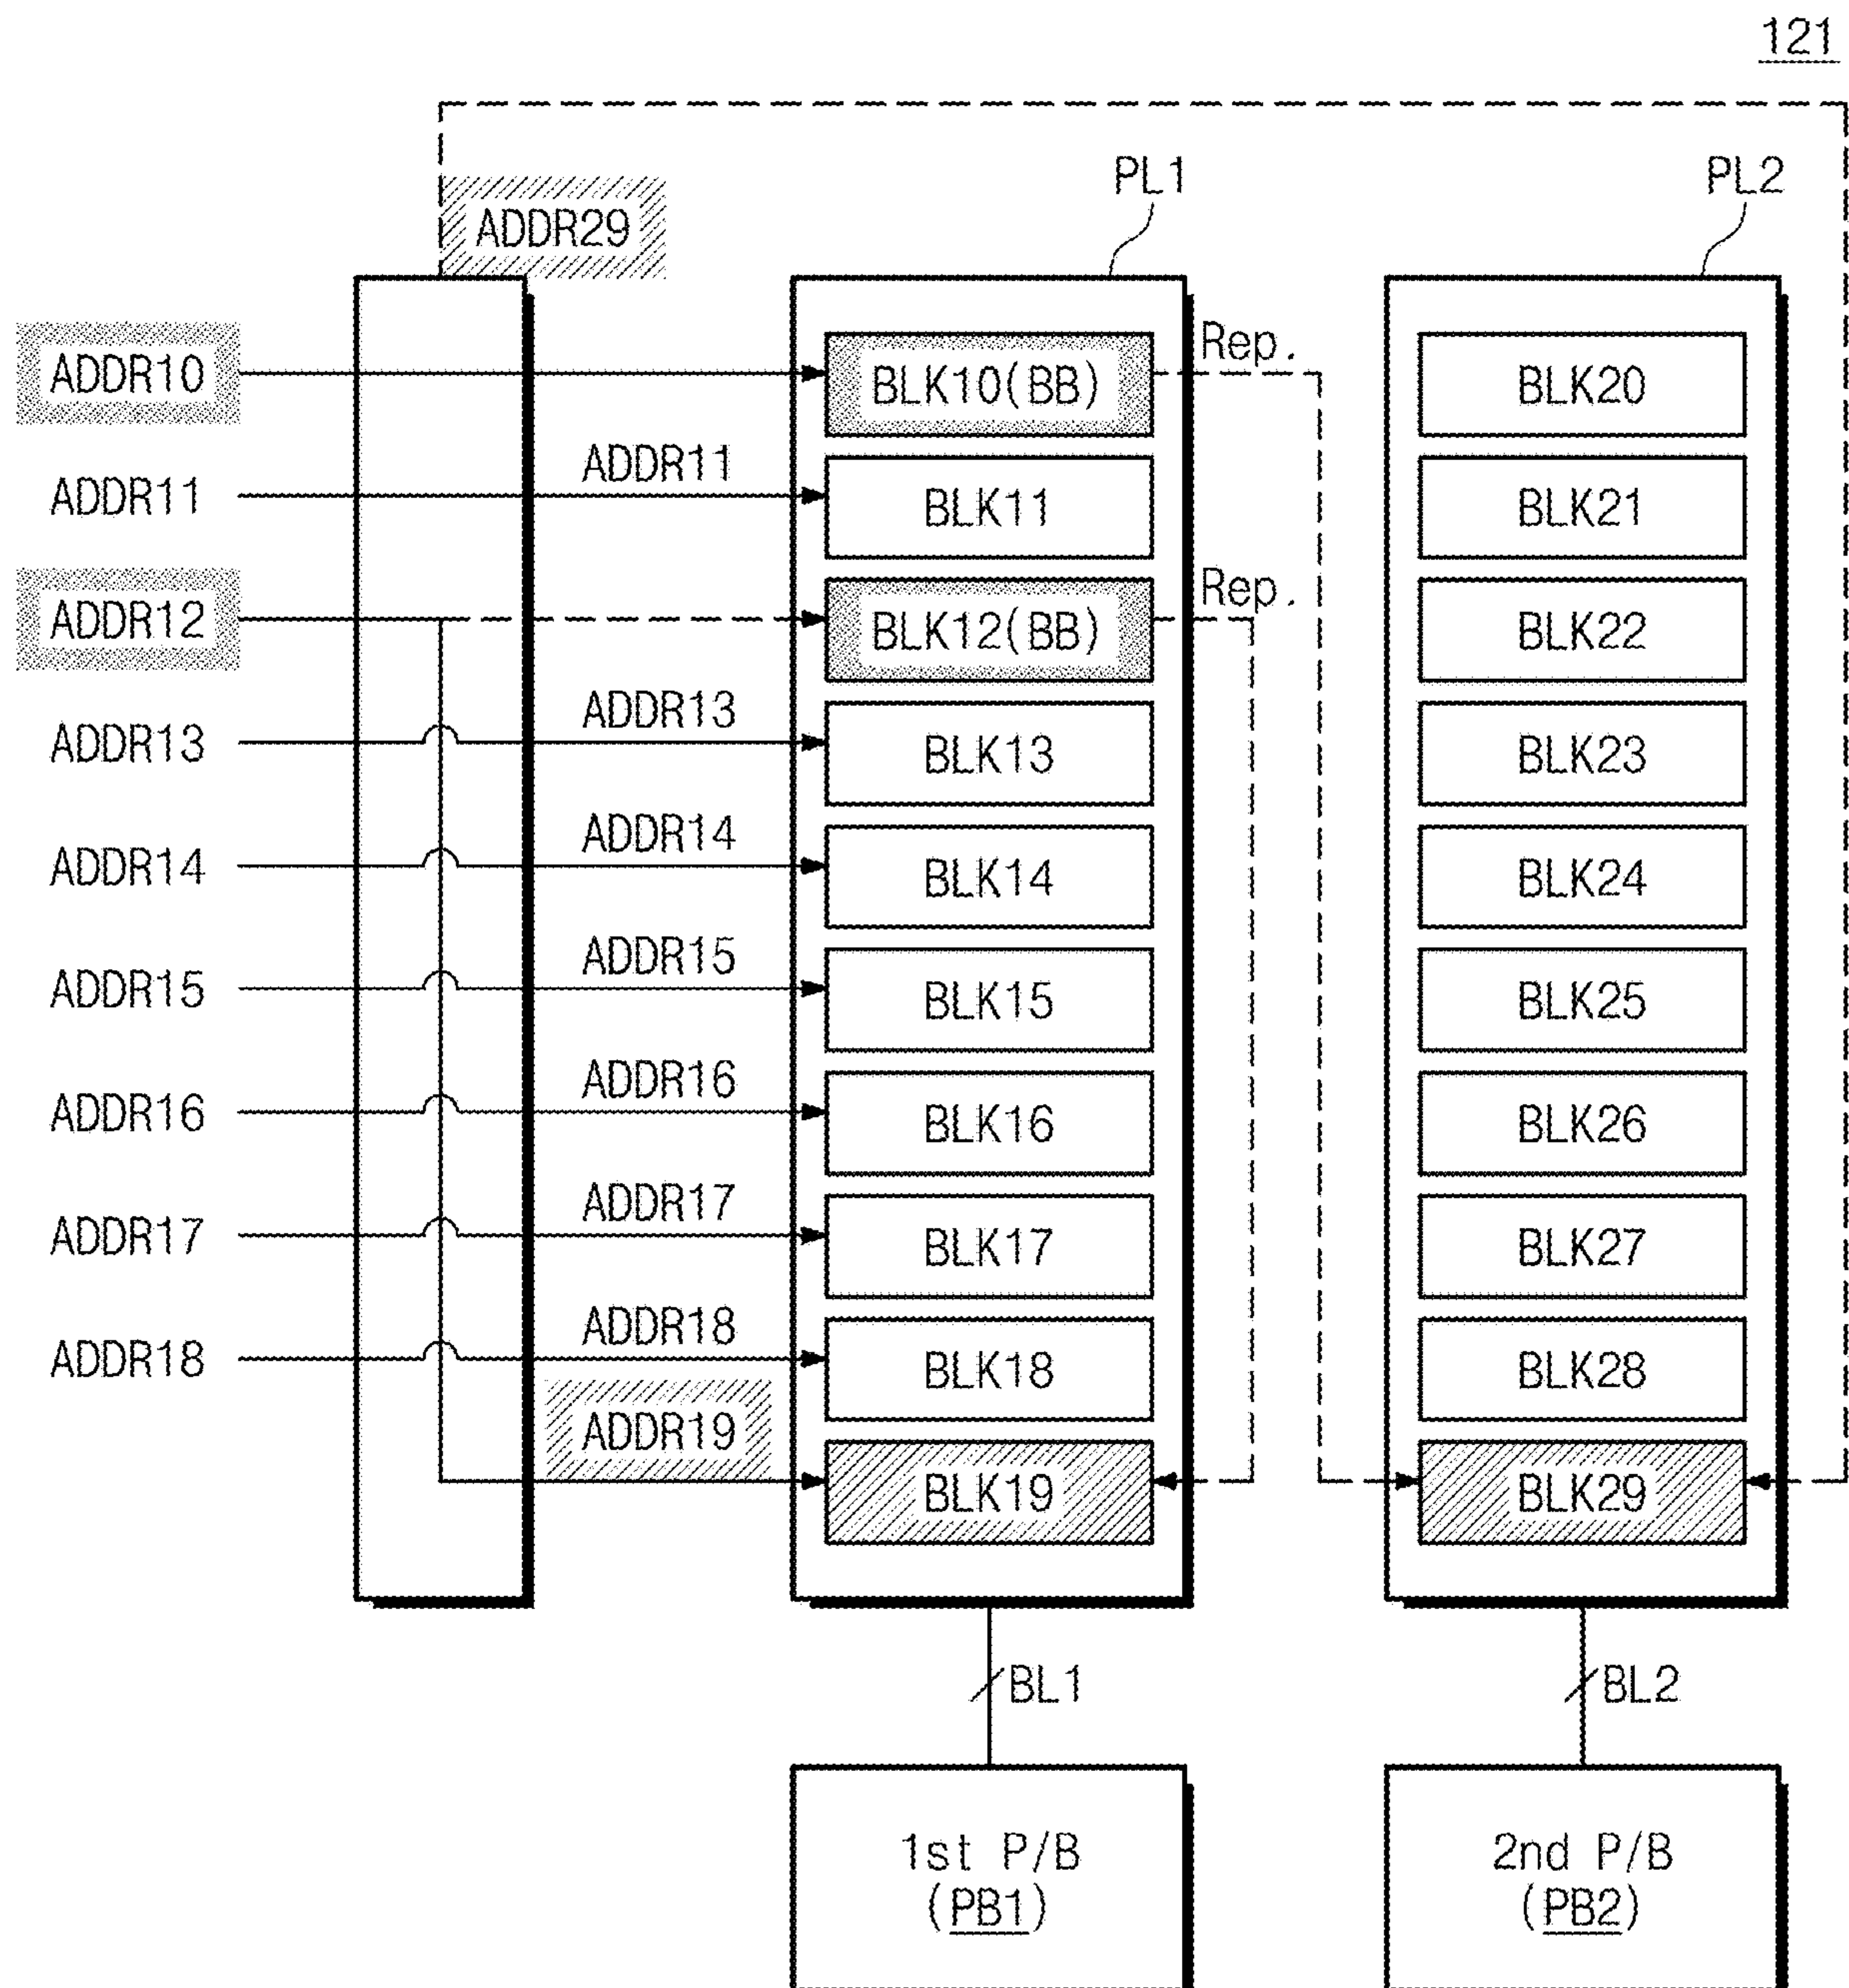 121
PL1
PL2
ADDR29
ADDR10
BLK10(BB)
Rep.
BLK20
ADDR11
ADDR11
BLK11
BLK21
ADDR12
BLK12(BB)
Rep.
BLK22
ADDR13
ADDR13
BLK13
BLK23
ADDR14
ADDR14
BLK14
BLK24
ADDR15
ADDR15
BLK15
BLK25
ADDR16
ADDR16
BLK16
BLK26
ADDR17
ADDR17
BLK17
BLK27
ADDR18
ADDR18
BLK18
BLK28
ADDR19
BLK19
BLK29
BL1
BL2
1st P/B
(PB1)
2nd P/B
(PB2)